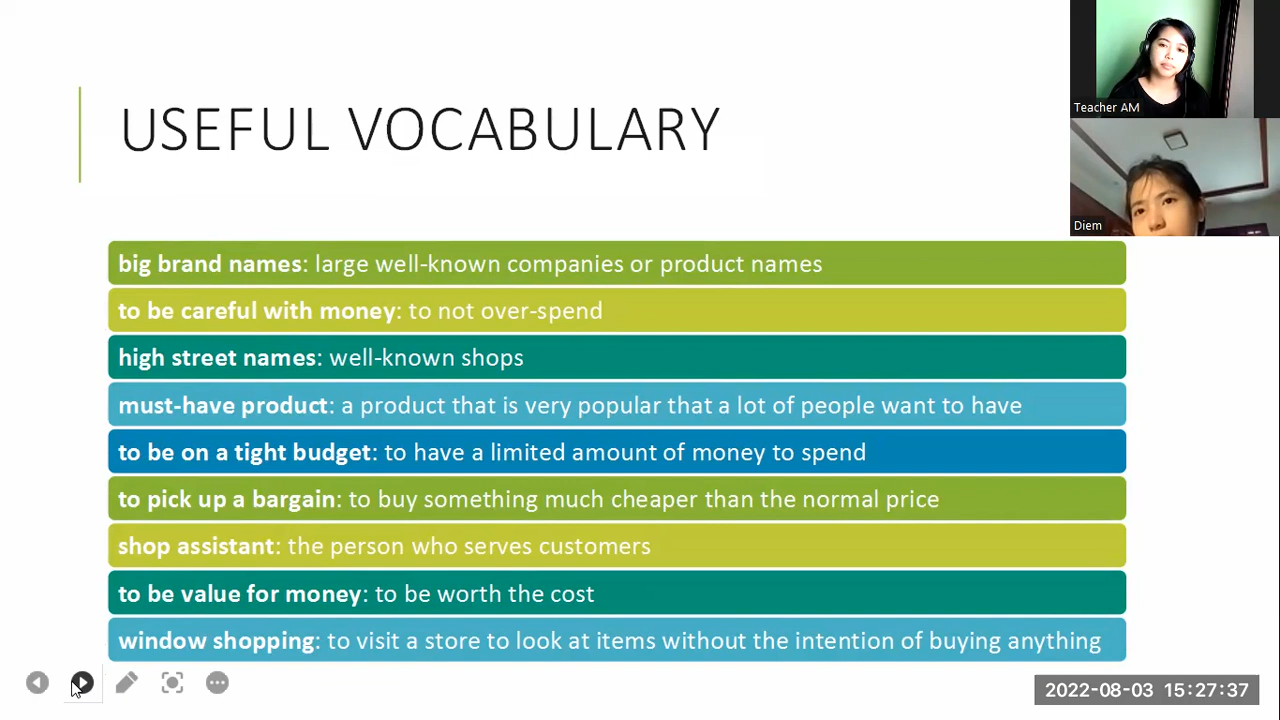 USEFUL VOCABULARY
Teacher AM
Diem
big brand names: large well-known companies or product names
to be careful with money: to not over-spend
high street names: well-known shops
must-have product: a product that is very popular that a lot of people want to have
to be on a tight budget: to have a limited amount of money to spend
to pick up a bargain: to buy something much cheaper than the normal price
shop assistant: the person who serves customers
to be value for money: to be worth the cost
window shopping: to visit a store to look at items without the intention of buying anything
2022-08-03 15:27:37